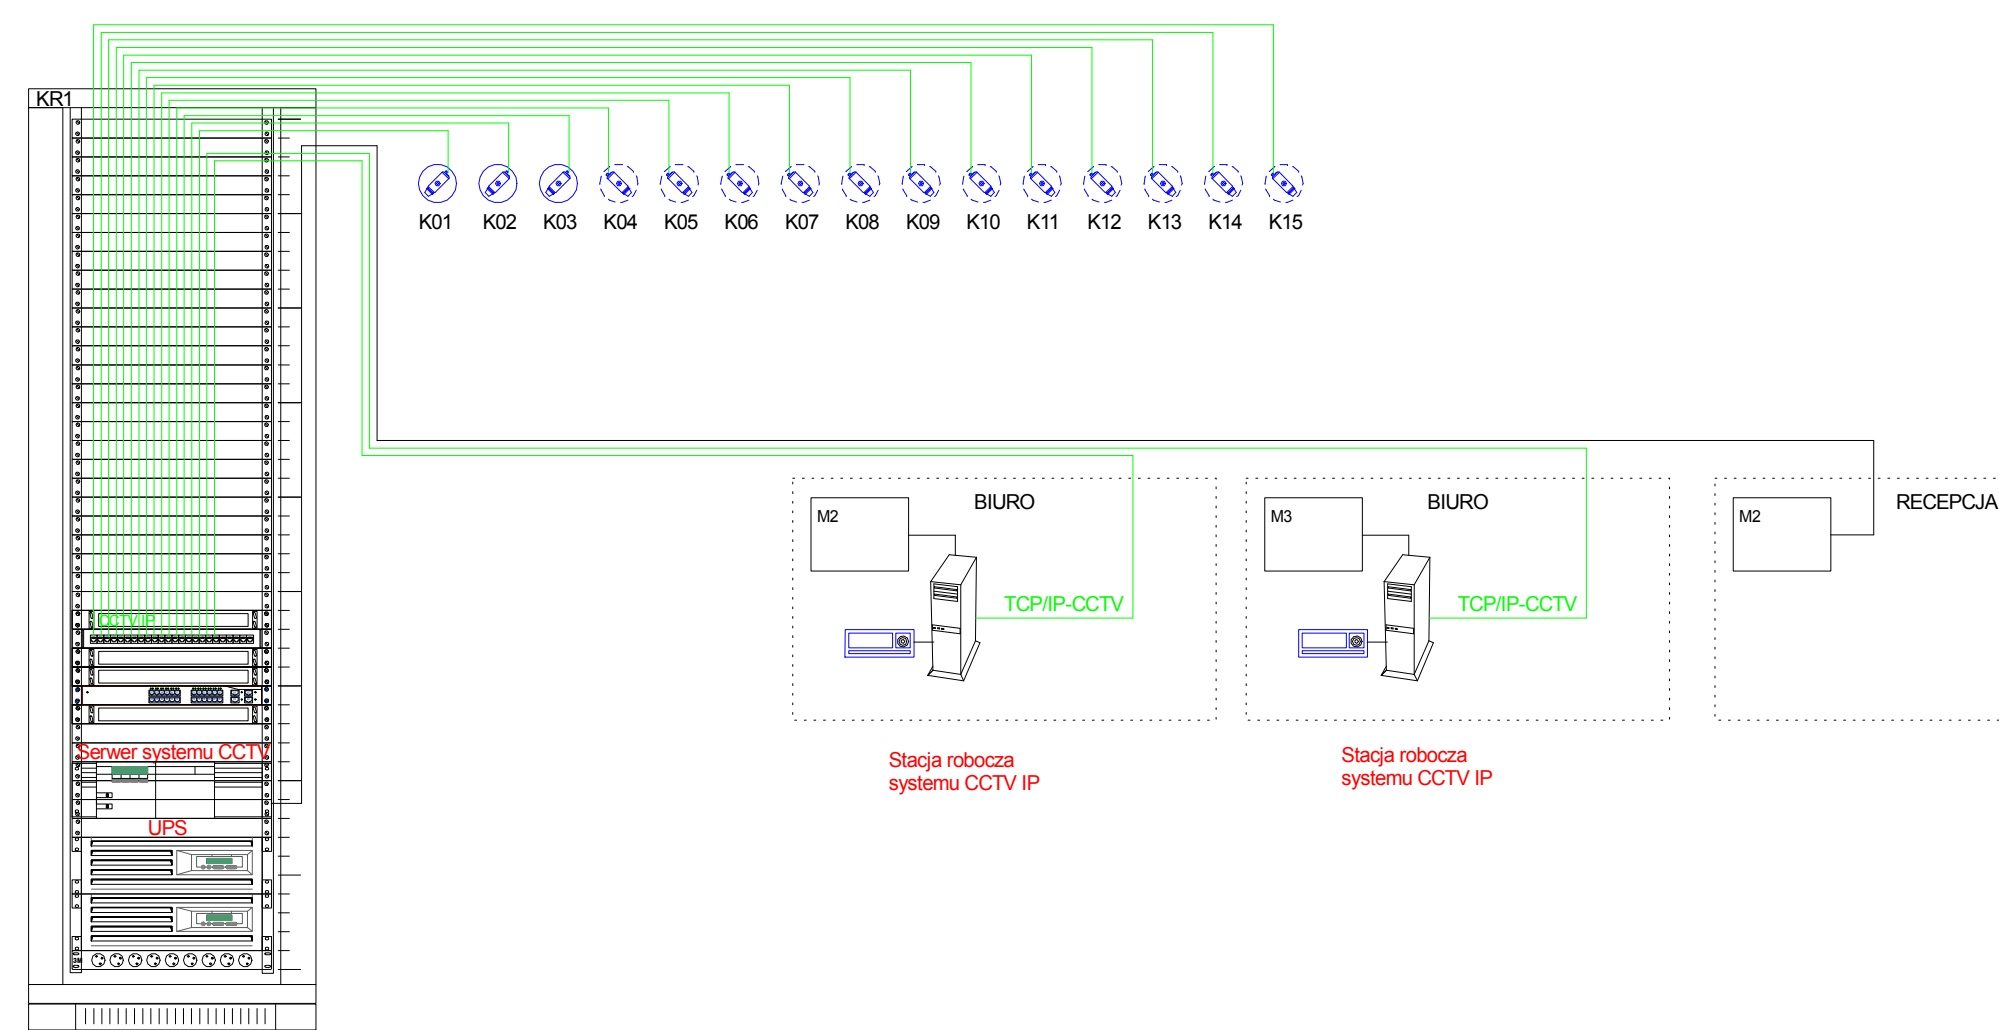 KR1
K01 K02 K03 K04 K05 K06 K07 K08 K09 K10 K11 K12 K13 K14 K15
BIURO
M2
TCP/IP-CCTV
BIURO
M3
TCP/IP-CCTV
RECEPCJA
M2
CCTV IP
Serwer systemu CCTV
UPS
Stacja robocza
systemu CCTV IP
Stacja robocza
systemu CCTV IP
3M